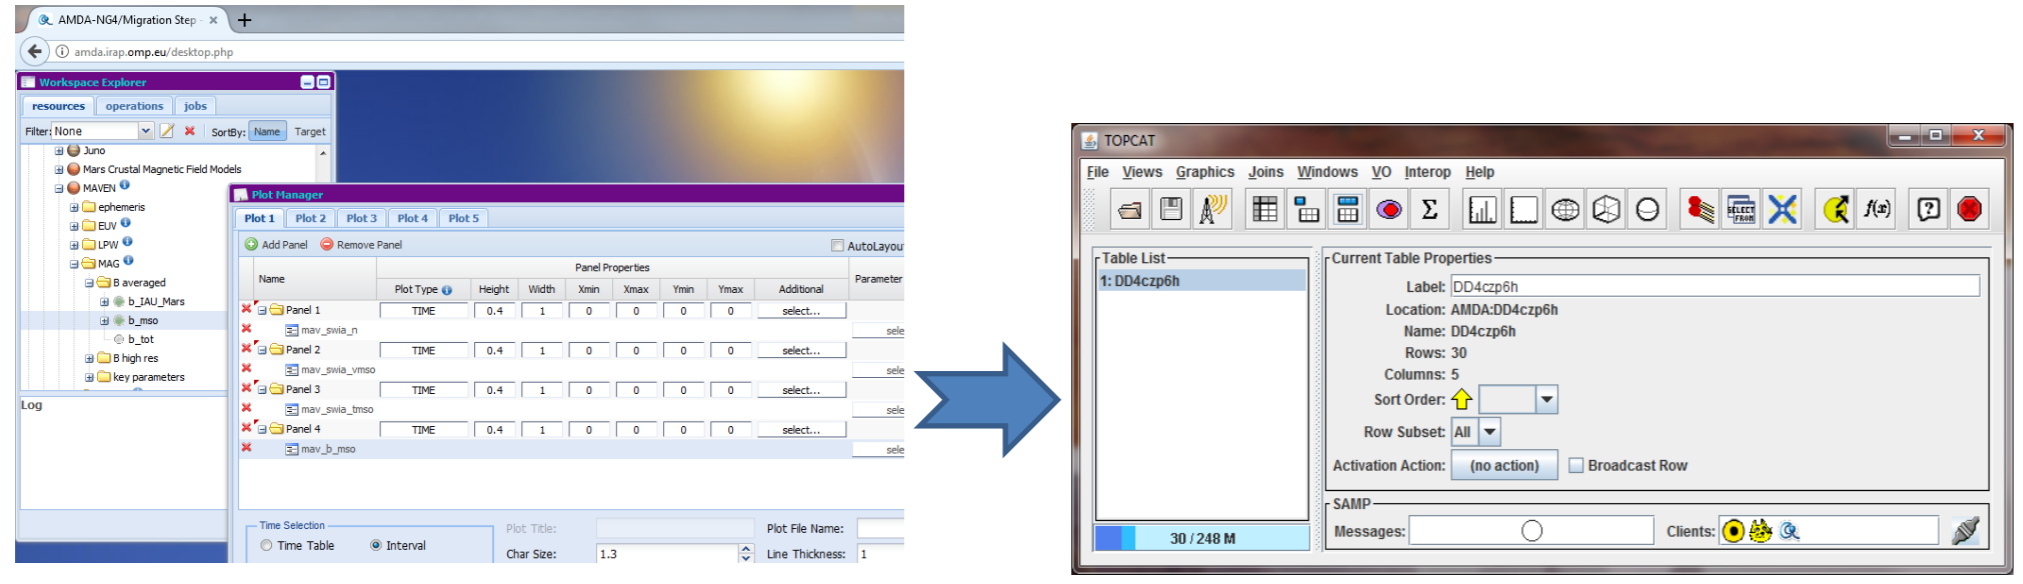 AMDA-NG4/Migration Step -
amda.irap.omp.eu/desktop.php
Workspace Explorer
resources operations jobs
Filter: None SortBy: Name Target
Juno
Mars Crustal Magnetic Field Models
MAVEN
ephemeris
EUV
LPW
MAG
B averaged
b_IAU_Mars
b_mso
b_tot
B high res
key parameters
Log
Plot Manager
Plot 1 Plot 2 Plot 3 Plot 4 Plot 5
Add Panel Remove Panel AutoLayou
Name Panel Properties Parameter
Plot Type Height Width Xmin Xmax Ymin Ymax Additional
Panel 1 TIME 0.4 1 0 0 0 0 select...
mav_swia_n sele
Panel 2 TIME 0.4 1 0 0 0 0 select...
mav_swia_vmso sele
Panel 3 TIME 0.4 1 0 0 0 0 select...
mav_swia_tmso sele
Panel 4 TIME 0.4 1 0 0 0 0 select...
mav_b_mso sele
Time Selection
Time Table Interval
Plot Title: Plot File Name:
Char Size: 1.3 Line Thickness: 1
TOPCAT
File Views Graphics Joins Windows VO Interop Help
Σ SELECT FROM f(x) ?
Table List
1: DD4czp6h
30 / 248 M
Current Table Properties
Label: DD4czp6h
Location: AMDA:DD4czp6h
Name: DD4czp6h
Rows: 30
Columns: 5
Sort Order:
Row Subset: All
Activation Action: (no action) Broadcast Row
SAMP
Messages: Clients: